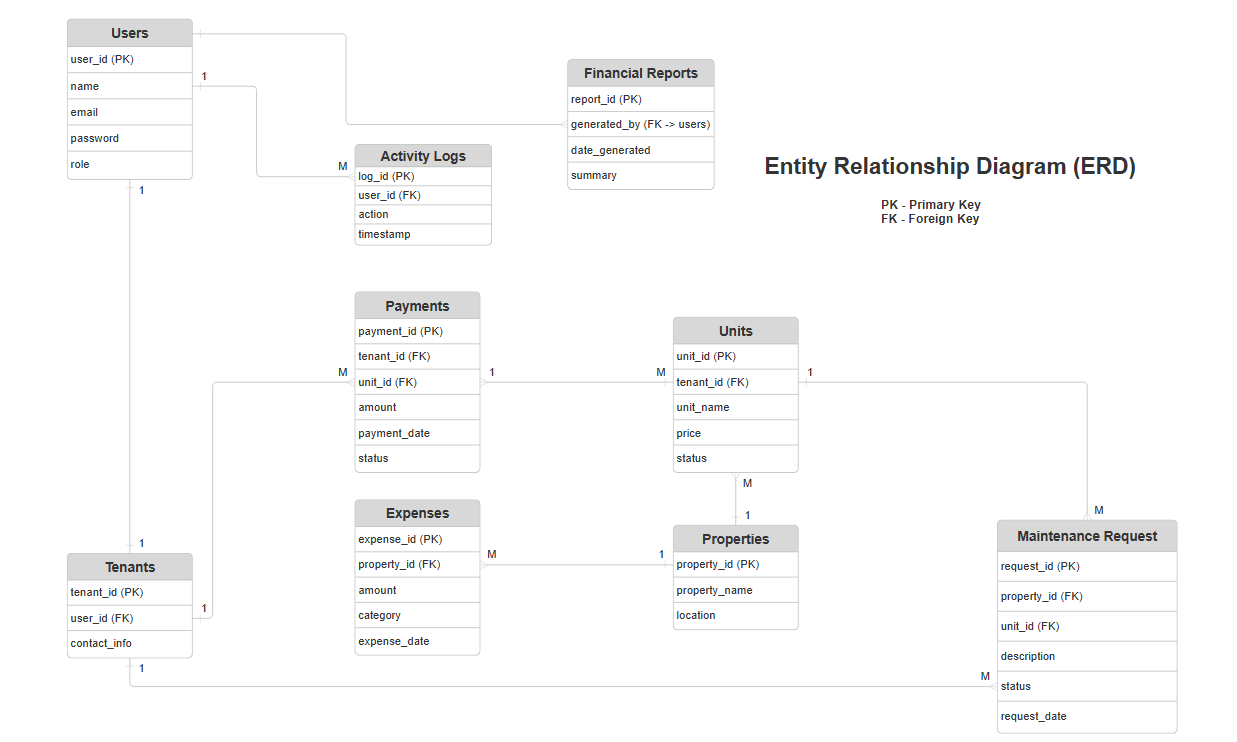 Users
user_id (PK)
name
email
password
role
1
1
M
Financial Reports
report_id (PK)
generated_by (FK -> users)
date_generated
summary
Activity Logs
log_id (PK)
user_id (FK)
action
timestamp
Entity Relationship Diagram (ERD)
PK - Primary Key
FK - Foreign Key
Payments
payment_id (PK)
tenant_id (FK)
unit_id (FK)
amount
payment_date
status
M
1
M
1
Units
unit_id (PK)
tenant_id (FK)
unit_name
price
status
M
1
M
Expenses
expense_id (PK)
property_id (FK)
amount
category
expense_date
M
1
Properties
property_id (PK)
property_name
location
Maintenance Request
request_id (PK)
property_id (FK)
unit_id (FK)
description
status
request_date
1
Tenants
tenant_id (PK)
user_id (FK)
contact_info
1
1
M